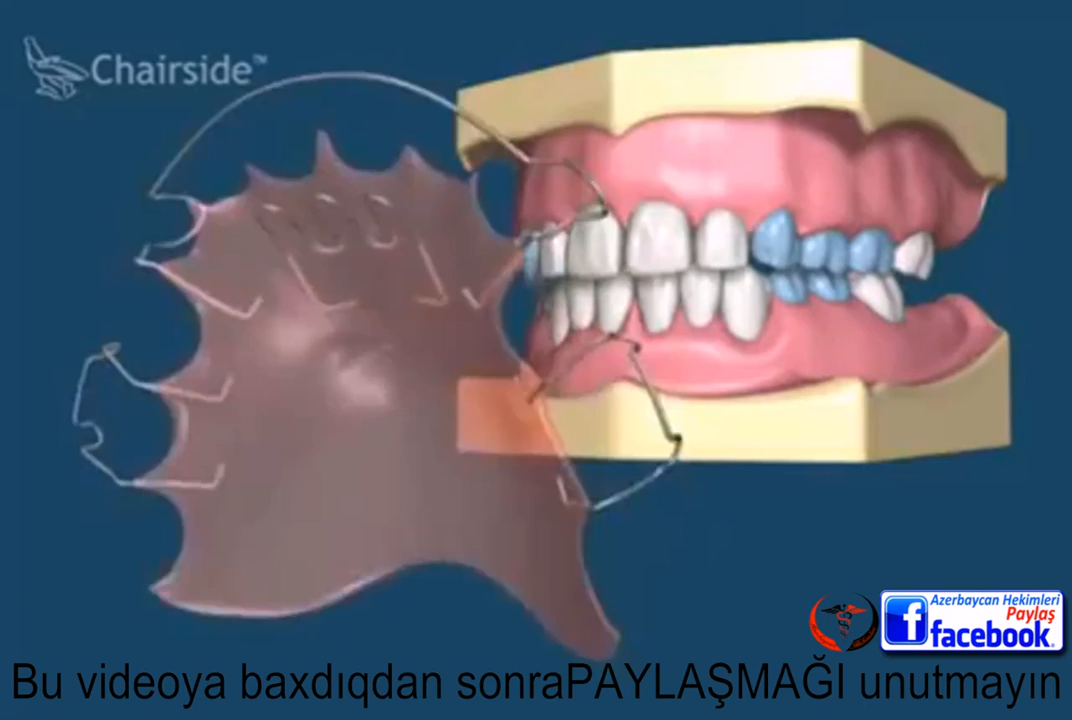 Chairside™
Azerbaycan Hekimleri
Paylaş
f facebook.
Bu videoya baxdıqdan sonraPAYLAŞMAĞI unutmayın